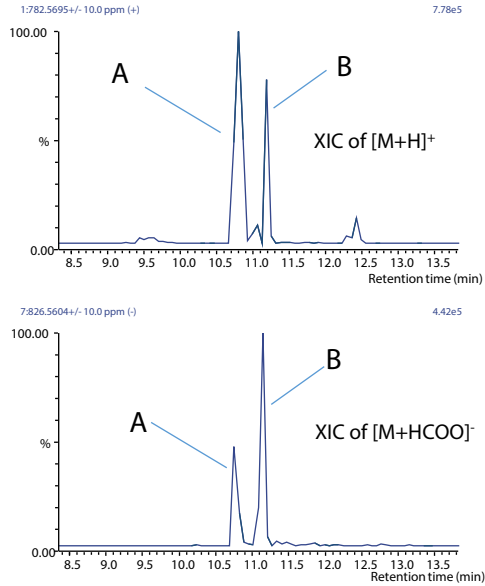 1:782.5695+/- 10.0 ppm (+) 7.78e5
100.00
A
B
XIC of [M+H]+
%
0.00
8.5 9.0 9.5 10.0 10.5 11.0 11.5 12.0 12.5 13.0 13.5
Retention time (min)
7:826.5604+/- 10.0 ppm (-) 4.42e5
100.00
B
A
XIC of [M+HCOO]-
%
0.00
8.5 9.0 9.5 10.0 10.5 11.0 11.5 12.0 12.5 13.0 13.5
Retention time (min)